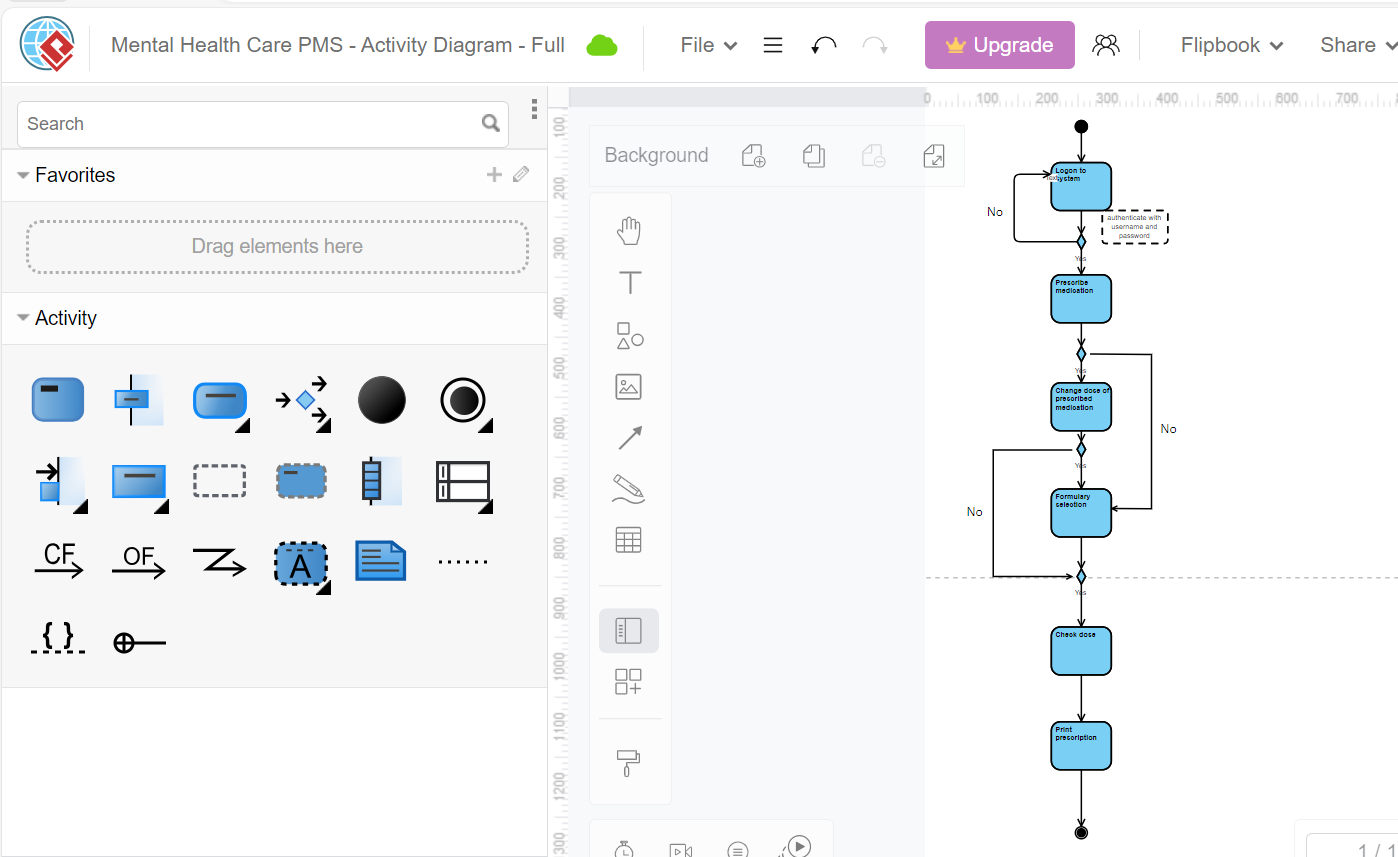 Mental Health Care PMS - Activity Diagram - Full
File
Upgrade
Flipbook
Share
Search
Favorites
Drag elements here
Activity
CF
OF
A
{ }
Background
0 100 200 300 400 500 600 700
100
200
300
400
500
600
700
800
900
1000
1100
1200
300
Logon to
system
Text
No
authenticate with
username and
password
Yes
Prescribe
medication
Yes
Change dose of
prescribed
medication
No
Yes
Formulary
selection
No
Yes
Check dose
Print
prescription
1 / 1